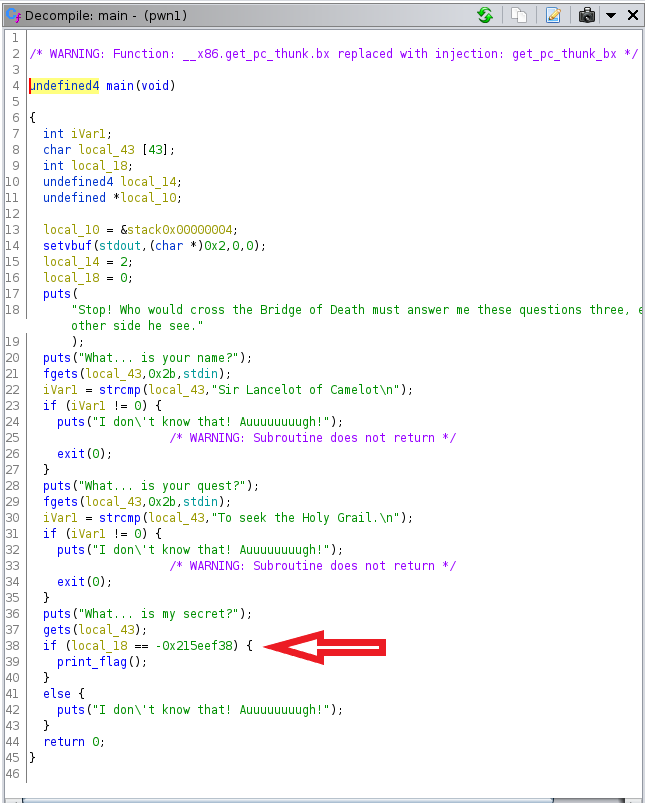 Decompile: main - (pwn1)
1
2 /* WARNING: Function: __x86.get_pc_thunk.bx replaced with injection: get_pc_thunk_bx */
3
4 undefined4 main(void)
5
6 {
7 int iVar1;
8 char local_43 [43];
9 int local_18;
10 undefined4 local_14;
11 undefined *local_10;
12
13 local_10 = &stack0x00000004;
14 setvbuf(stdout,(char *)0x2,0,0);
15 local_14 = 2;
16 local_18 = 0;
17 puts(
18 "Stop! Who would cross the Bridge of Death must answer me these questions three, e
other side he see."
19 );
20 puts("What... is your name?");
21 fgets(local_43,0x2b,stdin);
22 iVar1 = strcmp(local_43,"Sir Lancelot of Camelot\n");
23 if (iVar1 != 0) {
24 puts("I don\'t know that! Auuuuuuuugh!");
25 /* WARNING: Subroutine does not return */
26 exit(0);
27 }
28 puts("What... is your quest?");
29 fgets(local_43,0x2b,stdin);
30 iVar1 = strcmp(local_43,"To seek the Holy Grail.\n");
31 if (iVar1 != 0) {
32 puts("I don\'t know that! Auuuuuuuugh!");
33 /* WARNING: Subroutine does not return */
34 exit(0);
35 }
36 puts("What... is my secret?");
37 gets(local_43);
38 if (local_18 == -0x215eef38) {
39 print_flag();
40 }
41 else {
42 puts("I don\'t know that! Auuuuuuuugh!");
43 }
44 return 0;
45 }
46